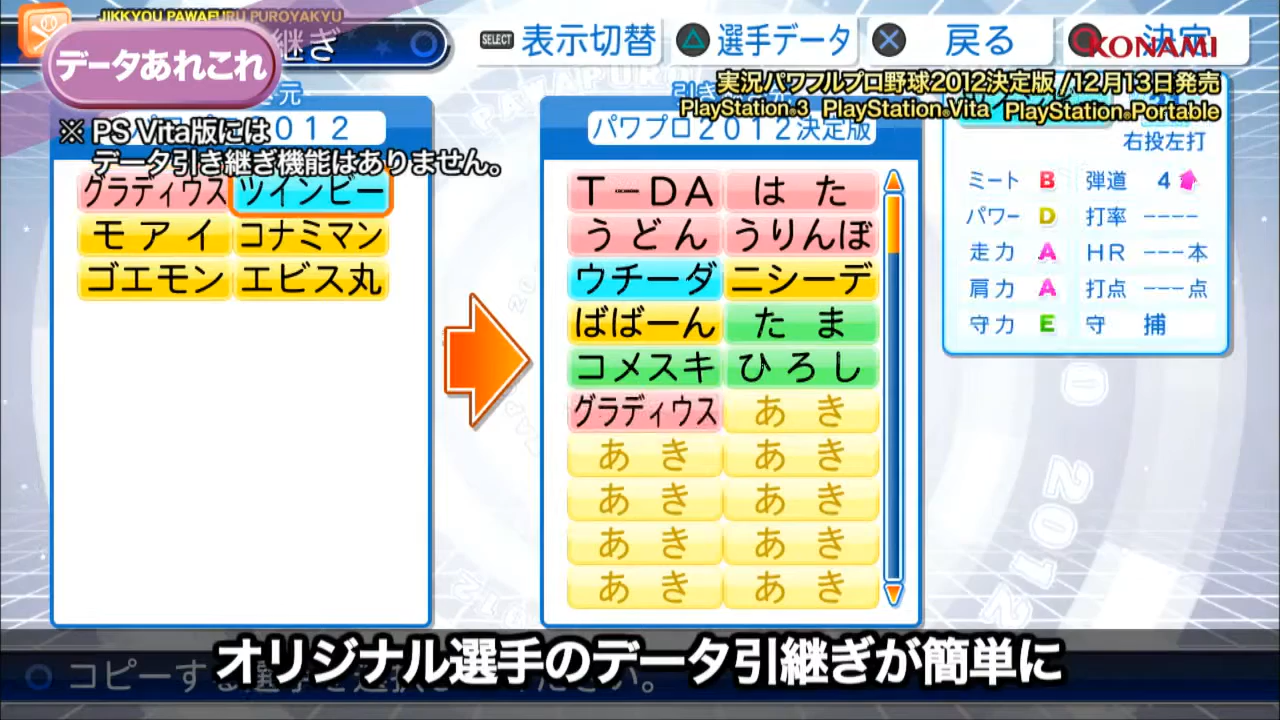 JIKKYOU PAWAFURU PUROYAKYU
継ぎ
データあれこれ
SELECT 表示切替 選手データ 戻る 決定
KONAMI
実況パワフルプロ野球2012決定版/12月13日発売
PlayStation®3 PlayStation®Vita PlayStation®Portable
元
※ PS Vita版には
データ引き継ぎ機能はありません。
012
パワプロ2012決定版
右投左打
グラディウス ツインビー
モアイ コナミマン
ゴエモン エビス丸
T-DA はた
うどん うりんぼ
ウチーダ ニシーデ
ばばーん たま
コメスキ ひろし
グラディウス あき
あき あき
あき あき
あき あき
あき あき
ミート B 弾道 4
パワー D 打率 ----
走力 A HR ---本
肩力 A 打点 ---点
守力 E 守 捕
オリジナル選手のデータ引継ぎが簡単に
コピーする